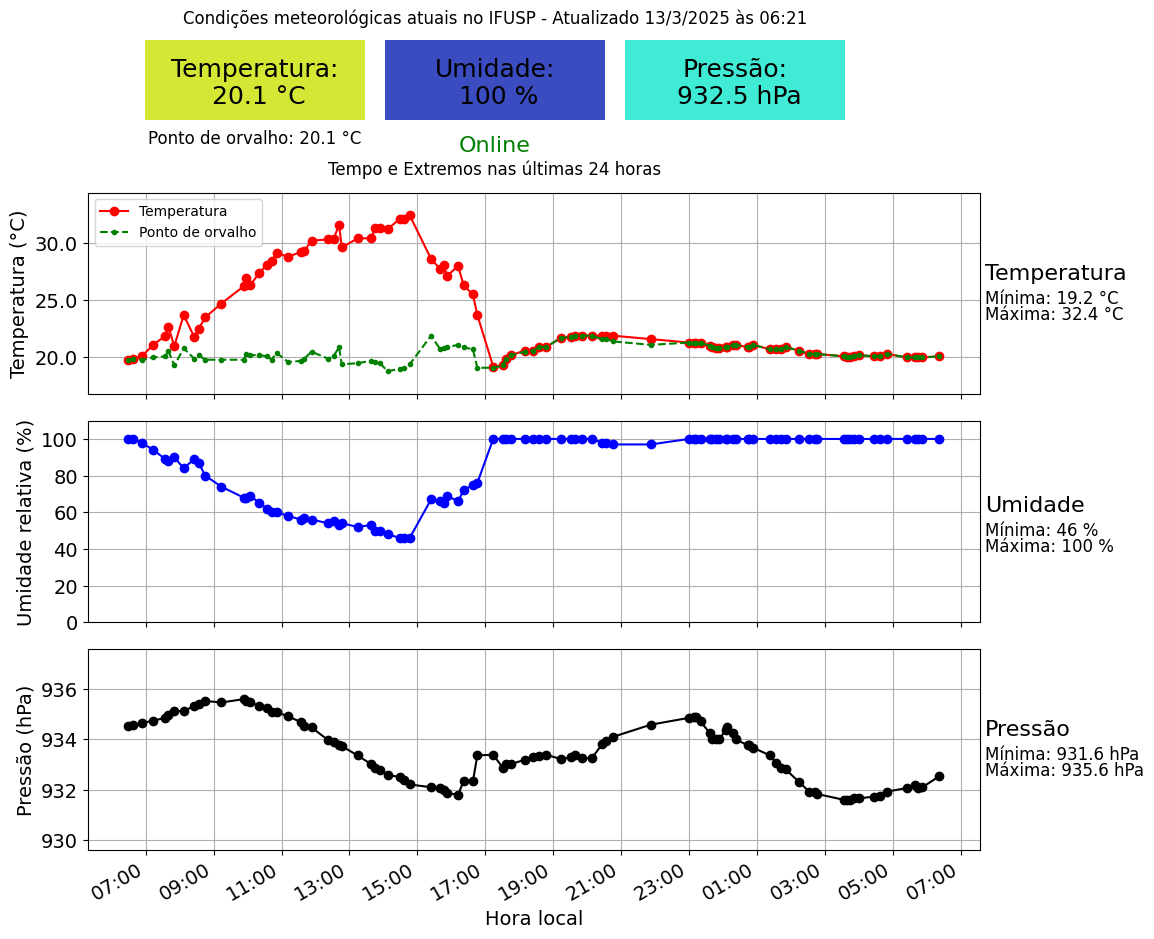 Condições meteorológicas atuais no IFUSP - Atualizado 13/3/2025 às 06:21
Temperatura:
20.1 °C
Umidade:
100 %
Pressão:
932.5 hPa
Ponto de orvalho: 20.1 °C
Online
Tempo e Extremos nas últimas 24 horas
Temperatura (°C)
30.0
25.0
20.0
Temperatura
Ponto de orvalho
Temperatura
Mínima: 19.2 °C
Máxima: 32.4 °C
Umidade relativa (%)
100
80
60
40
20
0
Umidade
Mínima: 46 %
Máxima: 100 %
Pressão (hPa)
936
934
932
930
Pressão
Mínima: 931.6 hPa
Máxima: 935.6 hPa
07:00 09:00 11:00 13:00 15:00 17:00 19:00 21:00 23:00 01:00 03:00 05:00 07:00
Hora local